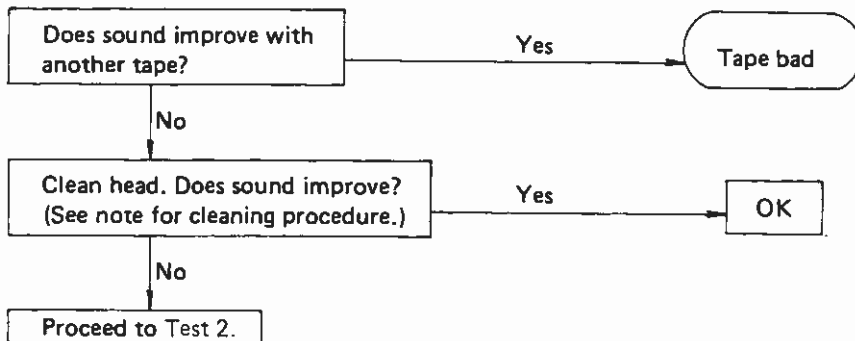 Does sound improve with
another tape?
Yes
Tape bad
No
Clean head. Does sound improve?
(See note for cleaning procedure.)
Yes
OK
No
Proceed to Test 2.